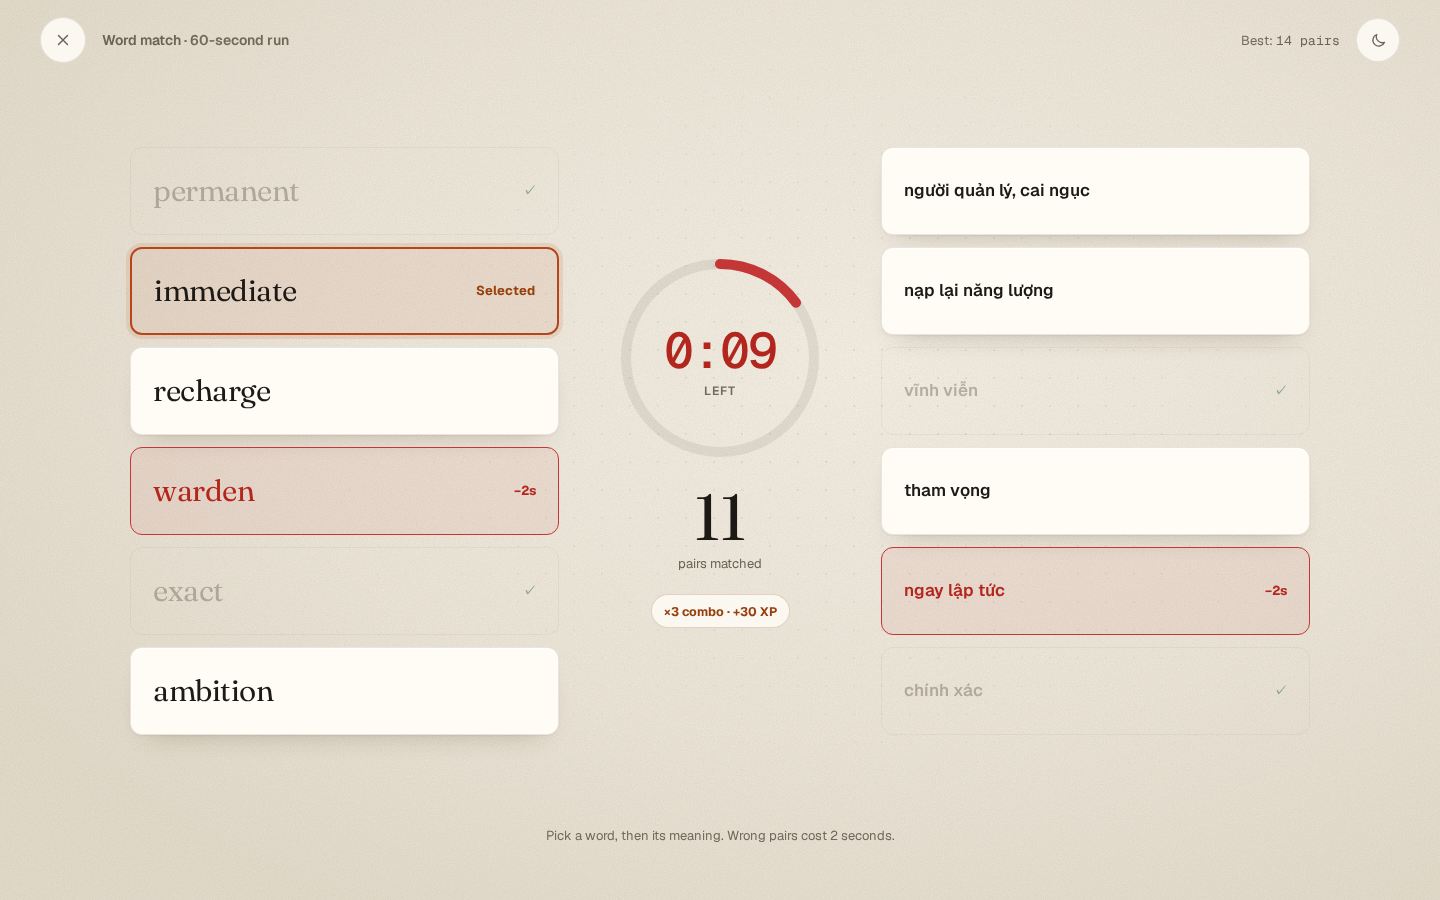 Word match · 60-second run
Best: 14 pairs
permanent ✓
immediate Selected
recharge
warden −2s
exact ✓
ambition
0:09
LEFT
11
pairs matched
×3 combo · +30 XP
người quản lý, cai ngục
nạp lại năng lượng
vĩnh viễn ✓
tham vọng
ngay lập tức −2s
chính xác ✓
Pick a word, then its meaning. Wrong pairs cost 2 seconds.